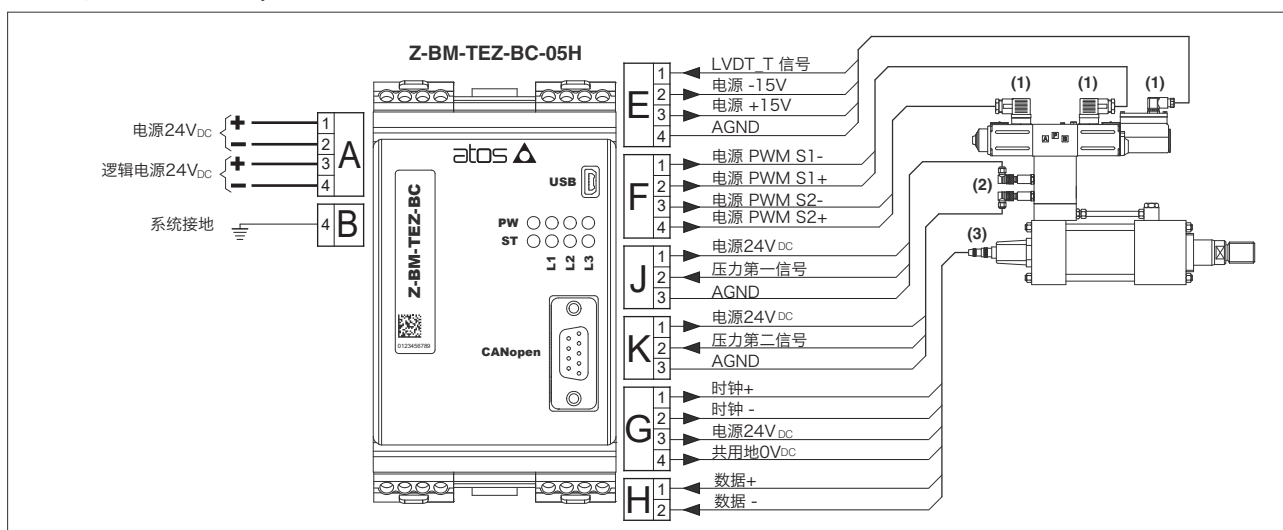 Z-BM-TEZ-BC-05H
电源24VDC
+ 1
- 2
逻辑电源24VDC
+ 3
- 4
A
系统接地
4 B
atos
USB
PW
ST
L1 L2 L3
Z-BM-TEZ-BC
0123456789
CANopen
E
1 LVDT_T 信号
2 电源 -15V
3 电源 +15V
4 AGND
F
1 电源 PWM S1-
2 电源 PWM S1+
3 电源 PWM S2-
4 电源 PWM S2+
J
1 电源24VDC
2 压力第一信号
3 AGND
K
1 电源24VDC
2 压力第二信号
3 AGND
G
1 时钟+
2 时钟 -
3 电源24VDC
4 共用地0VDC
H
1 数据+
2 数据 -
(1) (1) (1)
A P B
(2)
(3)